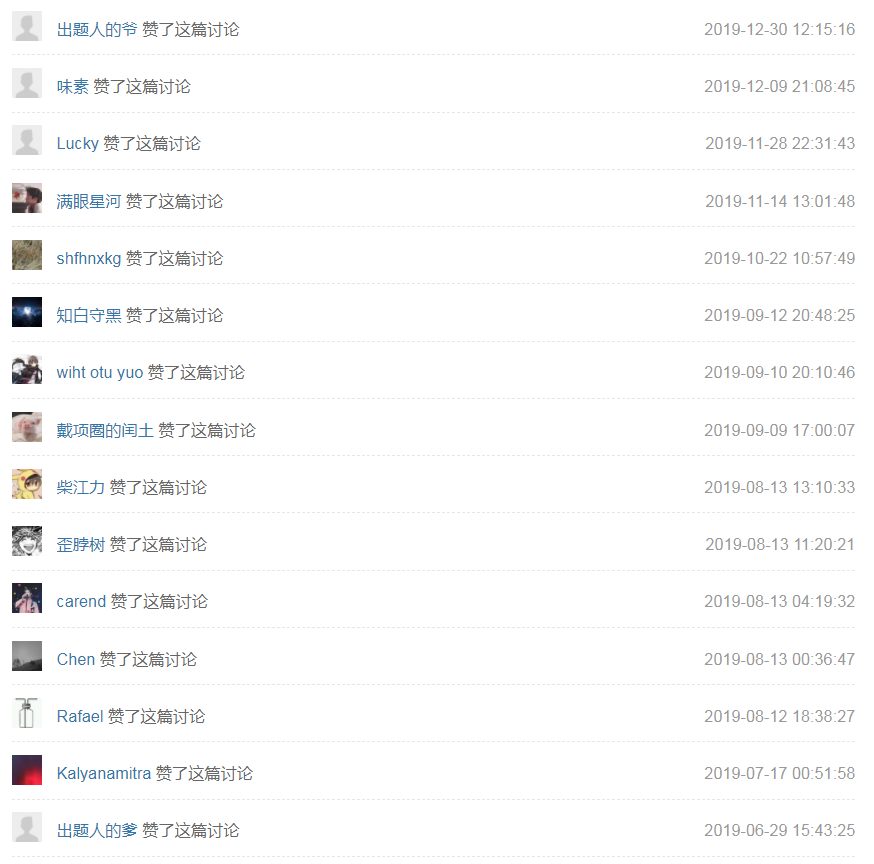 出题人的爷 赞了这篇讨论 2019-12-30 12:15:16
味素 赞了这篇讨论 2019-12-09 21:08:45
Lucky 赞了这篇讨论 2019-11-28 22:31:43
满眼星河 赞了这篇讨论 2019-11-14 13:01:48
shfhnxkg 赞了这篇讨论 2019-10-22 10:57:49
知白守黑 赞了这篇讨论 2019-09-12 20:48:25
wiht otu yuo 赞了这篇讨论 2019-09-10 20:10:46
戴项圈的闰土 赞了这篇讨论 2019-09-09 17:00:07
柴江力 赞了这篇讨论 2019-08-13 13:10:33
歪脖树 赞了这篇讨论 2019-08-13 11:20:21
carend 赞了这篇讨论 2019-08-13 04:19:32
Chen 赞了这篇讨论 2019-08-13 00:36:47
Rafael 赞了这篇讨论 2019-08-12 18:38:27
Kalyanamitra 赞了这篇讨论 2019-07-17 00:51:58
出题人的爹 赞了这篇讨论 2019-06-29 15:43:25